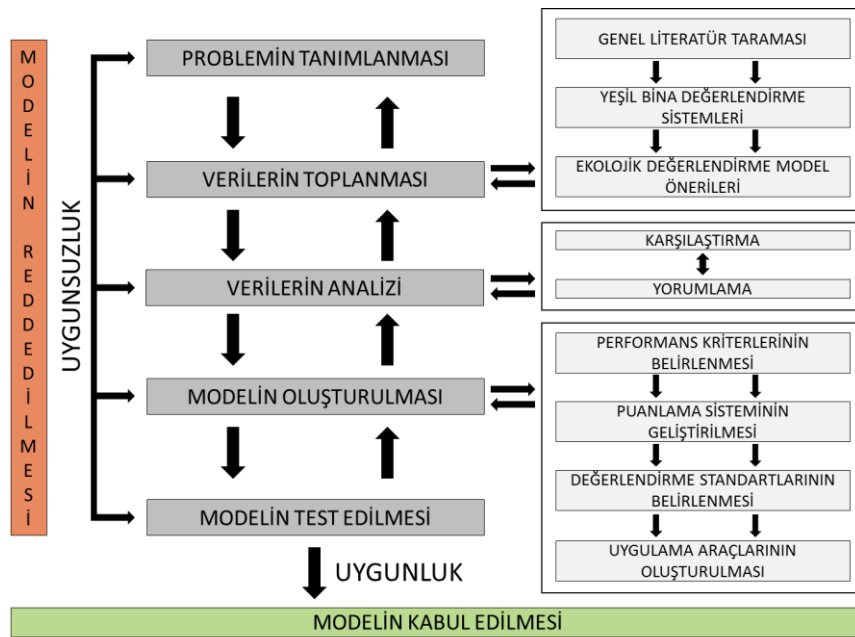 MODELİN REDDEDİLMESİ
UYGUNSUZLUK
PROBLEMİN TANIMLANMASI
VERİLERİN TOPLANMASI
VERİLERİN ANALİZİ
MODELİN OLUŞTURULMASI
MODELİN TEST EDİLMESİ
UYGUNLUK
GENEL LİTERATÜR TARAMASI
YEŞİL BİNA DEĞERLENDİRME
SİSTEMLERİ
EKOLOJİK DEĞERLENDİRME MODEL
ÖNERİLERİ
KARŞILAŞTIRMA
YORUMLAMA
PERFORMANS KRİTERLERİNİN
BELİRLENMESİ
PUANLAMA SİSTEMİNİN
GELİŞTİRİLMESİ
DEĞERLENDİRME STANDARTLARININ
BELİRLENMESİ
UYGULAMA ARAÇLARININ
OLUŞTURULMASI
MODELİN KABUL EDİLMESİ